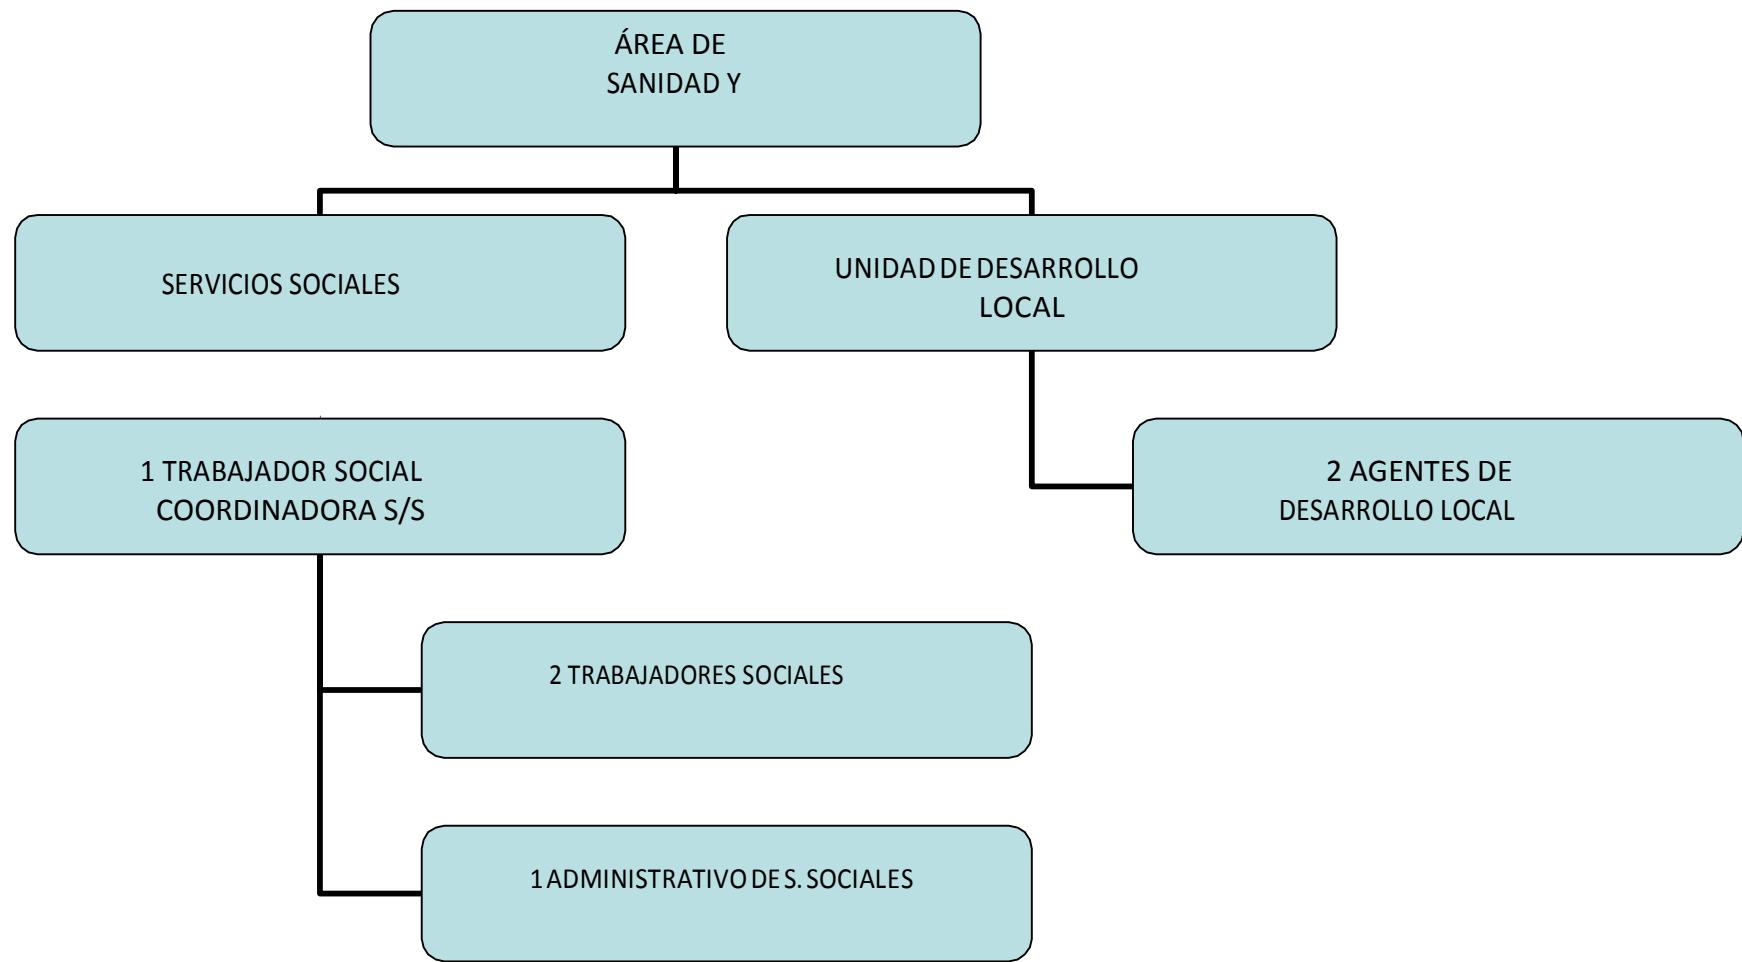 ÁREA DE
SANIDAD Y
SERVICIOS SOCIALES
UNIDAD DE DESARROLLO
LOCAL
1 TRABAJADOR SOCIAL
COORDINADORA S/S
2 AGENTES DE
DESARROLLO LOCAL
2 TRABAJADORES SOCIALES
1 ADMINISTRATIVO DE S. SOCIALES